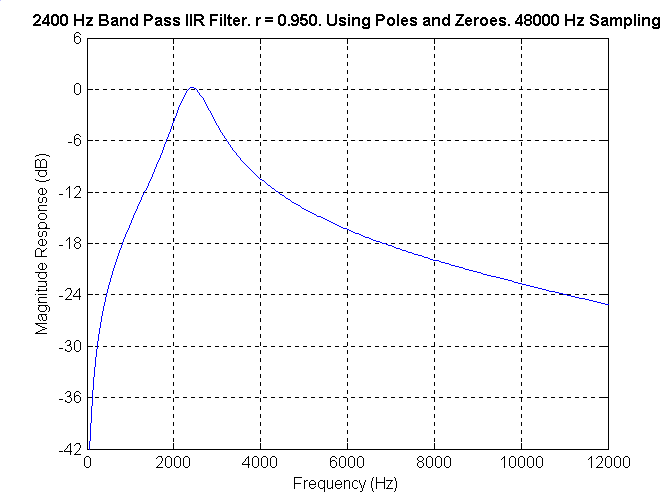 2400 Hz Band Pass IIR Filter. r = 0.950. Using Poles and Zeroes. 48000 Hz Sampling
6
0
-6
-12
-18
-24
-30
-36
-42
Magnitude Response (dB)
0 2000 4000 6000 8000 10000 12000
Frequency (Hz)